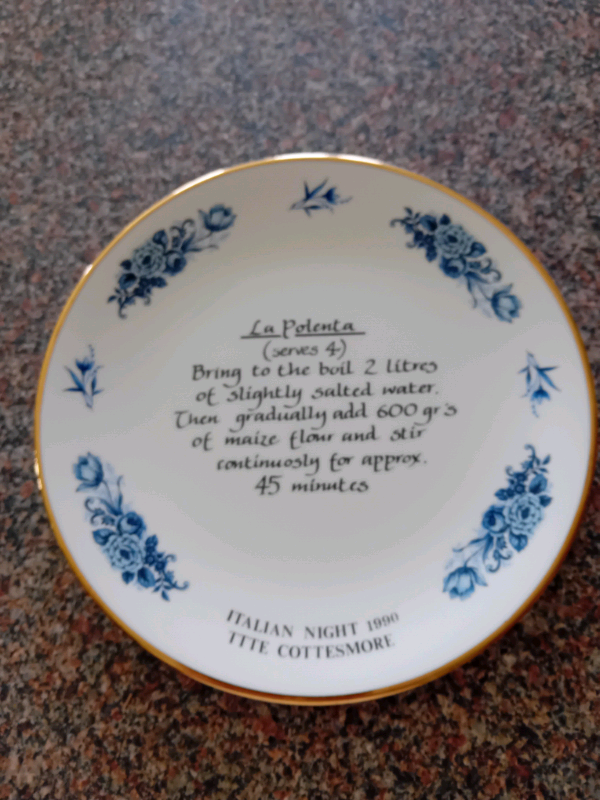 La Polenta
(serves 4)
Bring to the boil 2 litres
of slightly salted water.
Then gradually add 600 gr's
of maize flour and stir
continuosly for approx.
45 minutes
ITALIAN NIGHT 1990
TTTE COTTESMORE